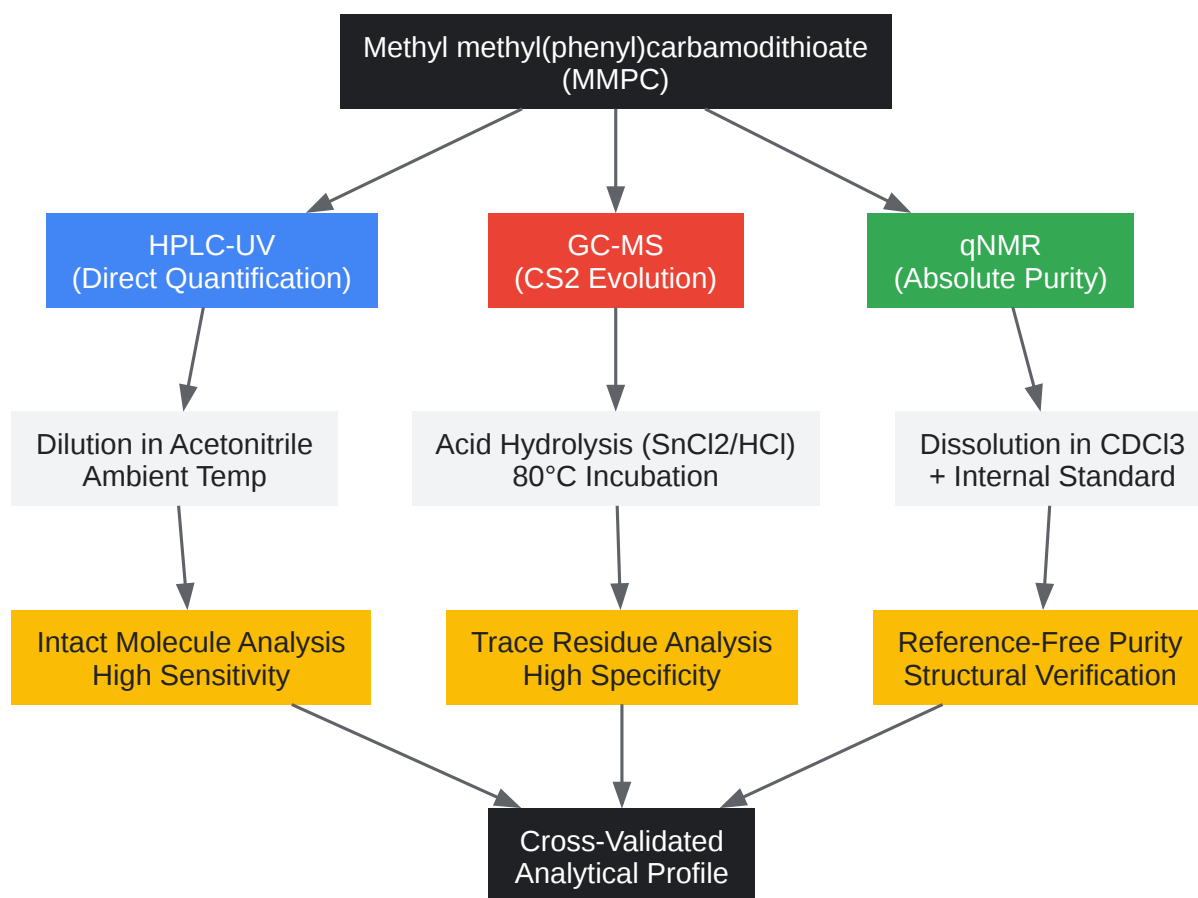 Methyl methyl(phenyl)carbamodithioate
(MMPC)
HPLC-UV
(Direct Quantification)
GC-MS
(CS2 Evolution)
qNMR
(Absolute Purity)
Dilution in Acetonitrile
Ambient Temp
Acid Hydrolysis (SnCl2/HCl)
80°C Incubation
Dissolution in CDCl3
+ Internal Standard
Intact Molecule Analysis
High Sensitivity
Trace Residue Analysis
High Specificity
Reference-Free Purity
Structural Verification
Cross-Validated
Analytical Profile